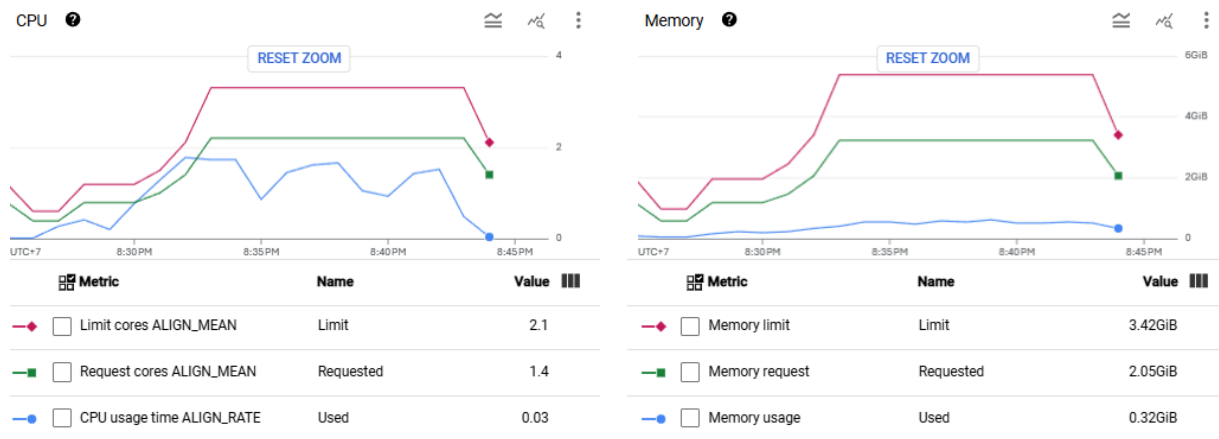 CPU
RESET ZOOM
4
2
0
UTC+7
8:30 PM
8:35 PM
8:40 PM
8:45 PM
Metric Name Value
Limit cores ALIGN_MEAN Limit 2.1
Request cores ALIGN_MEAN Requested 1.4
CPU usage time ALIGN_RATE Used 0.03
Memory
RESET ZOOM
6GiB
4GiB
2GiB
0
UTC+7
8:30 PM
8:35 PM
8:40 PM
8:45 PM
Metric Name Value
Memory limit Limit 3.42GiB
Memory request Requested 2.05GiB
Memory usage Used 0.32GiB